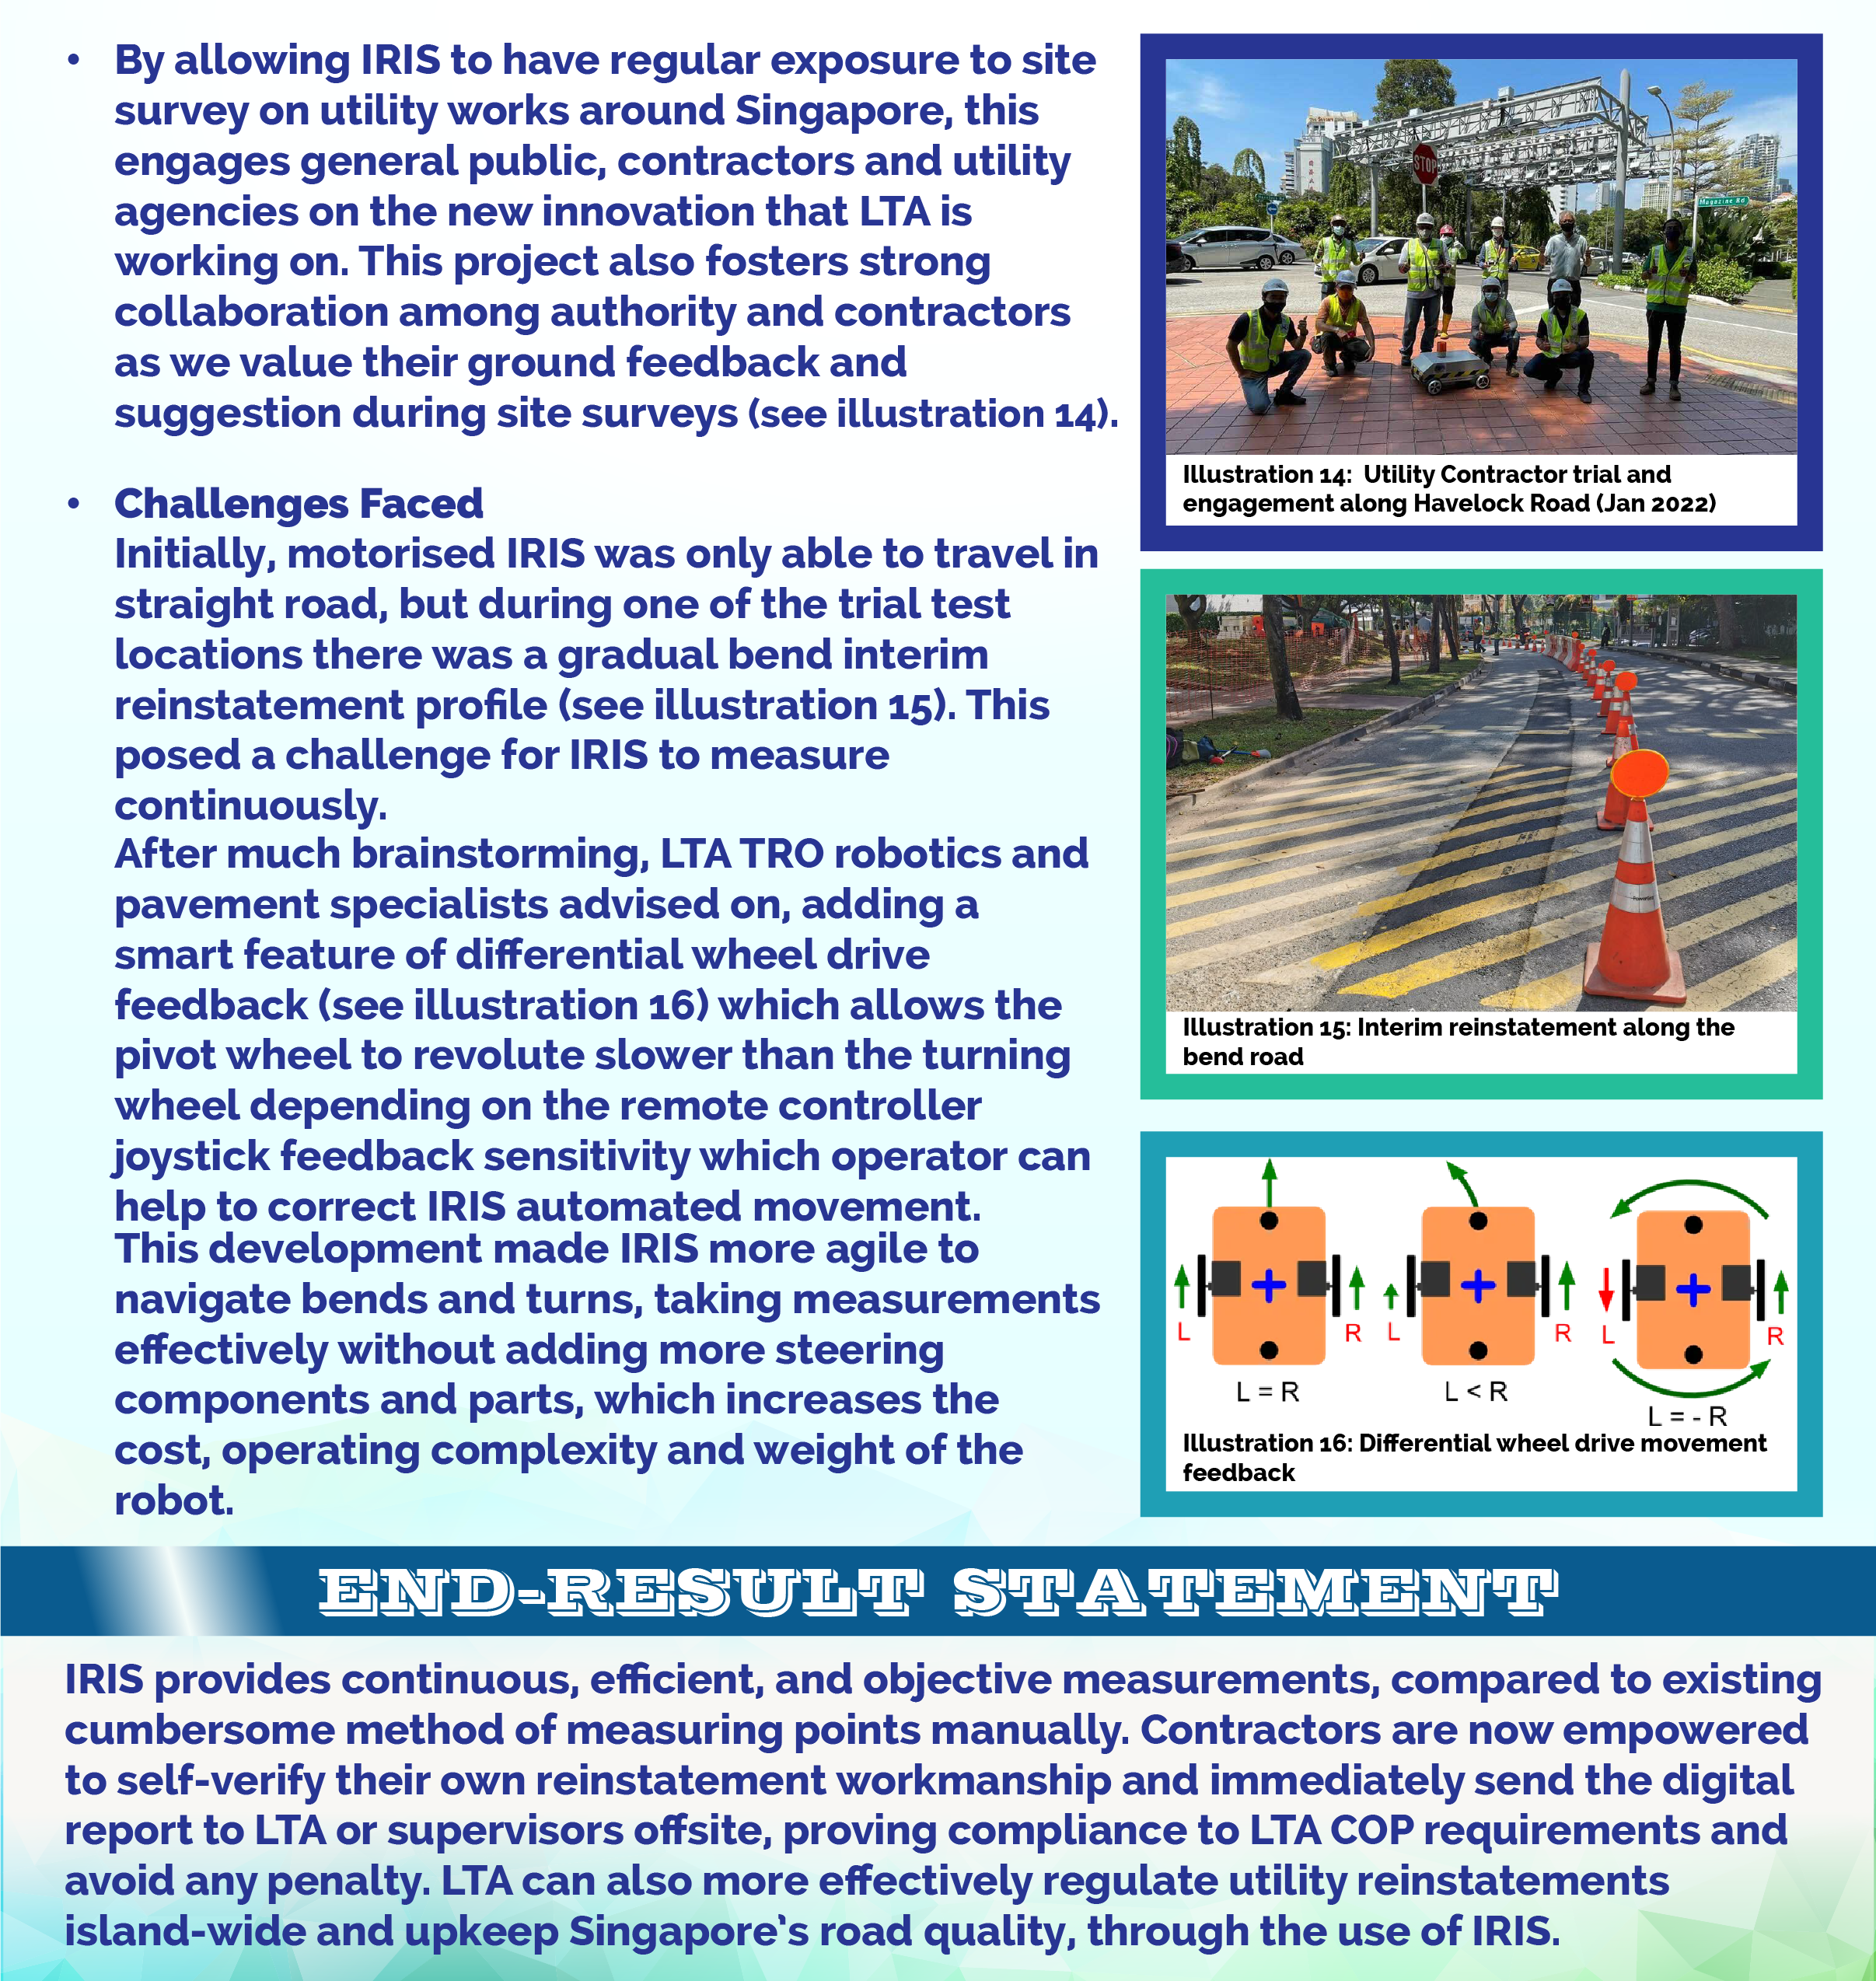 • By allowing IRIS to have regular exposure to site
survey on utility works around Singapore, this
engages general public, contractors and utility
agencies on the new innovation that LTA is
working on. This project also fosters strong
collaboration among authority and contractors
as we value their ground feedback and
suggestion during site surveys (see illustration 14).
• Challenges Faced
Initially, motorised IRIS was only able to travel in
straight road, but during one of the trial test
locations there was a gradual bend interim
reinstatement profile (see illustration 15). This
posed a challenge for IRIS to measure
continuously.
After much brainstorming, LTA TRO robotics and
pavement specialists advised on, adding a
smart feature of differential wheel drive
feedback (see illustration 16) which allows the
pivot wheel to revolute slower than the turning
wheel depending on the remote controller
joystick feedback sensitivity which operator can
help to correct IRIS automated movement.
This development made IRIS more agile to
navigate bends and turns, taking measurements
effectively without adding more steering
components and parts, which increases the
cost, operating complexity and weight of the
robot.
STOP
Magazine Rd
Illustration 14: Utility Contractor trial and
engagement along Havelock Road (Jan 2022)
Illustration 15: Interim reinstatement along the
bend road
L R L R L R
L = R
L < R
L = - R
Illustration 16: Differential wheel drive movement
feedback
END-RESULT STATEMENT
IRIS provides continuous, efficient, and objective measurements, compared to existing
cumbersome method of measuring points manually. Contractors are now empowered
to self-verify their own reinstatement workmanship and immediately send the digital
report to LTA or supervisors offsite, proving compliance to LTA COP requirements and
avoid any penalty. LTA can also more effectively regulate utility reinstatements
island-wide and upkeep Singapore's road quality, through the use of IRIS.